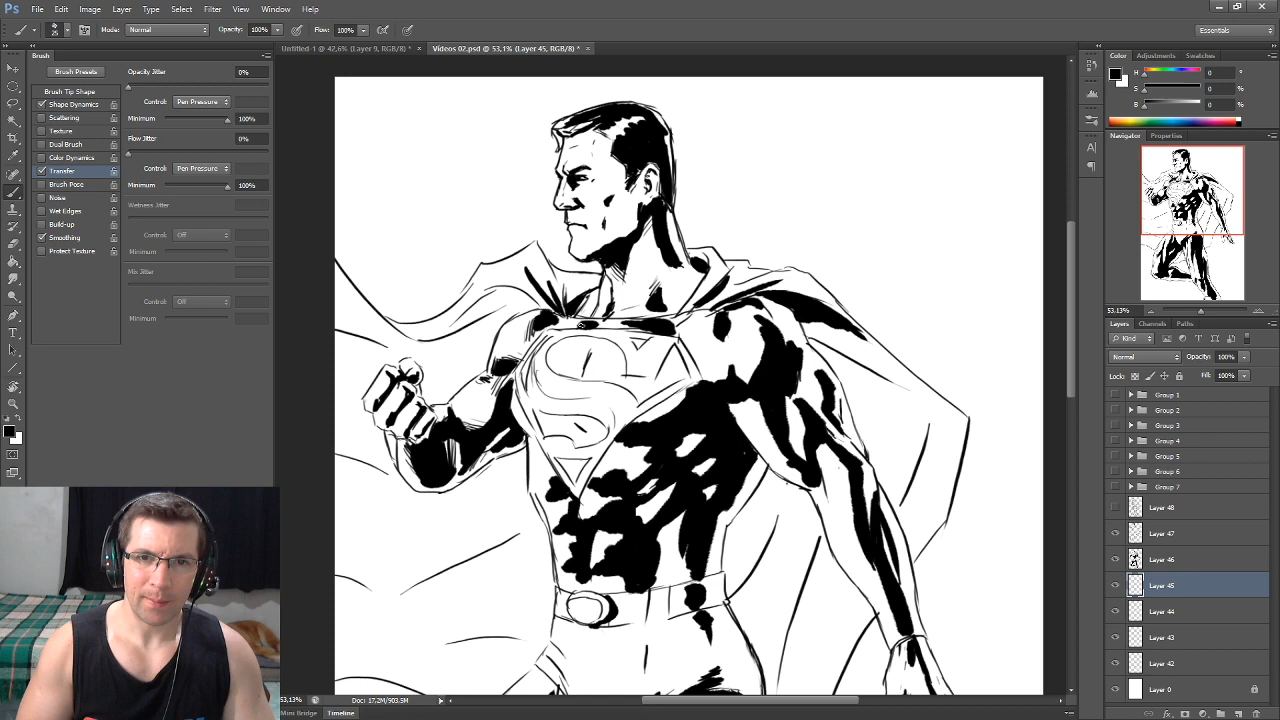 Ps File Edit Image Layer Type Select Filter View Window Help
25 Mode: Normal Opacity: 100% Flow: 100% Essentials
Untitled-1 @ 42,6% (Layer 9, RGB/8) * × Vídeos 02.psd @ 53,1% (Layer 45, RGB/8) * ×
Brush
Brush Presets
Brush Tip Shape
Shape Dynamics
Scattering
Texture
Dual Brush
Color Dynamics
Transfer
Brush Pose
Noise
Wet Edges
Build-up
Smoothing
Protect Texture
Opacity Jitter 0%
Control: Pen Pressure
Minimum 100%
Flow Jitter 0%
Control: Pen Pressure
Minimum 100%
Wetness Jitter
Control: Off
Minimum
Mix Jitter
Control: Off
Minimum
Color Adjustments Swatches
H 0 °
S 0 %
B 0 %
Navigator Properties
53.13%
Layers Channels Paths
Kind
Normal Opacity: 100%
Lock: Fill: 100%
Group 1
Group 2
Group 3
Group 4
Group 5
Group 6
Group 7
Layer 48
Layer 47
Layer 46
Layer 45
Layer 44
Layer 43
Layer 42
Layer 0
53,13% Doc: 17,2M/903,5M
Mini Bridge Timeline